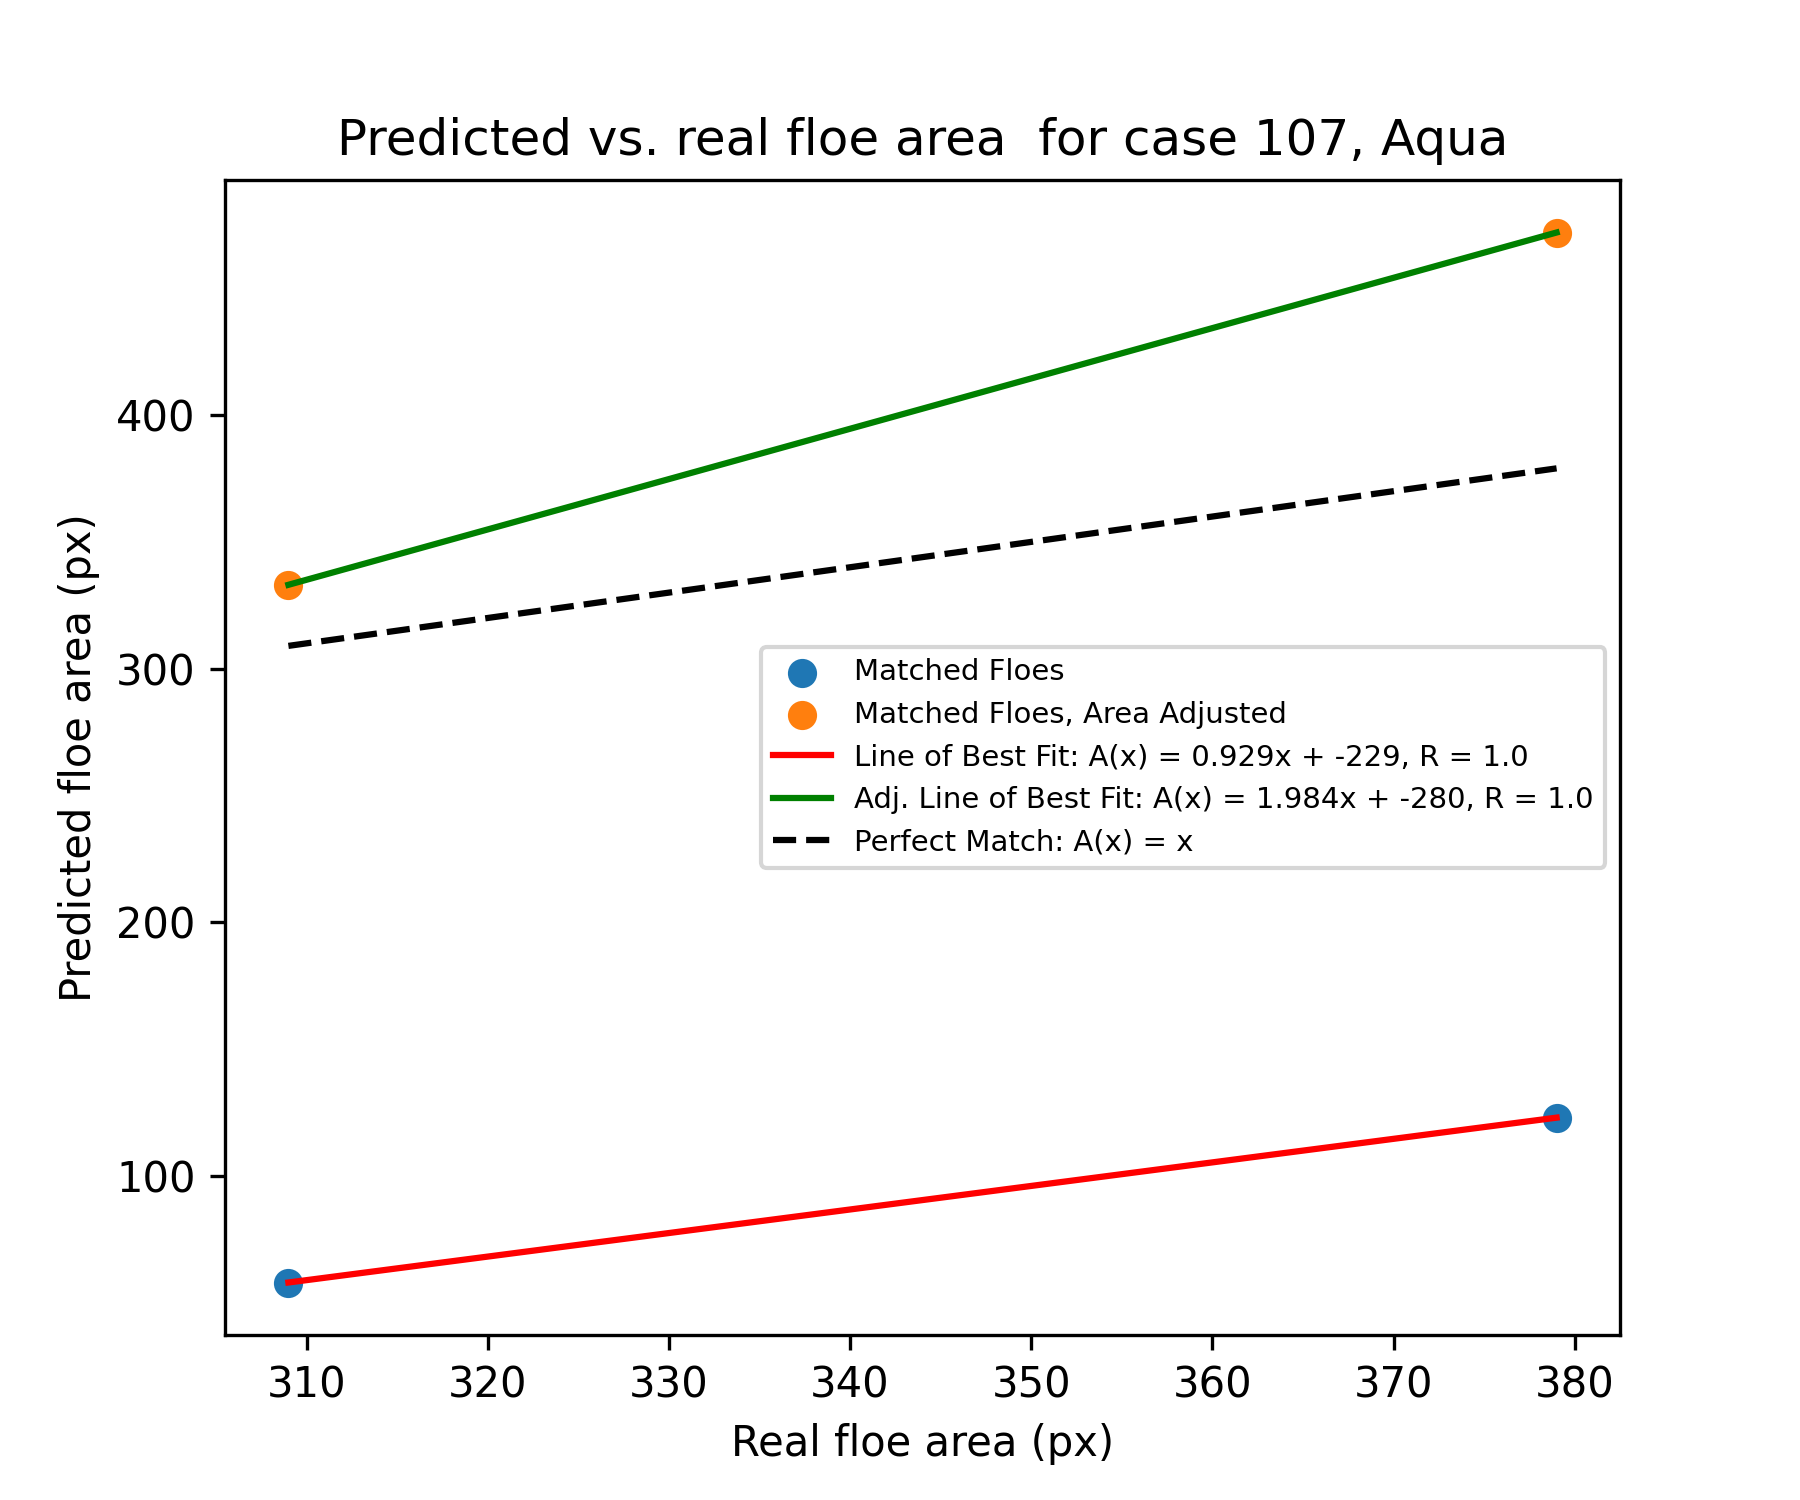 Predicted vs. real floe area  for case 107, Aqua
Predicted floe area (px)
400
300
200
100
Matched Floes
Matched Floes, Area Adjusted
Line of Best Fit: A(x) = 0.929x + -229, R = 1.0
Adj. Line of Best Fit: A(x) = 1.984x + -280, R = 1.0
Perfect Match: A(x) = x
310 320 330 340 350 360 370 380
Real floe area (px)